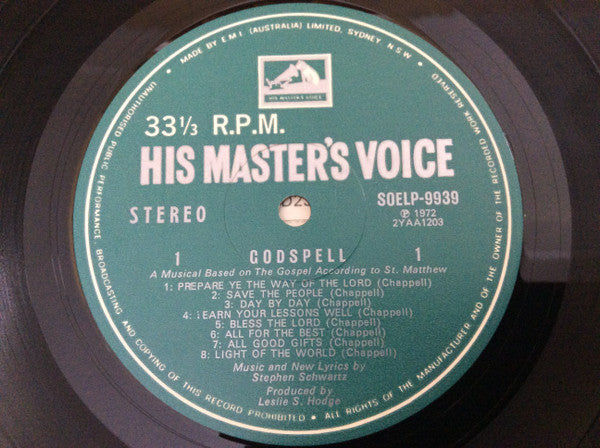 MADE BY E M I (AUSTRALIA) LIMITED, SYDNEY N.S.W.
HIS MASTER'S VOICE
33⅓ R.P.M.
HIS MASTER'S VOICE
STEREO
SOELP-9939
℗ 1972
2YAA1203
1 GODSPELL 1
A Musical Based on The Gospel According to St. Matthew
1: PREPARE YE THE WAY OF THE LORD (Chappell)
2: SAVE THE PEOPLE (Chappell)
3: DAY BY DAY (Chappell)
4: LEARN YOUR LESSONS WELL (Chappell)
5: BLESS THE LORD (Chappell)
6: ALL FOR THE BEST (Chappell)
7: ALL GOOD GIFTS (Chappell)
8: LIGHT OF THE WORLD (Chappell)
Music and New Lyrics by
Stephen Schwartz
Produced by
Leslie S. Hodge
UNAUTHORISED PUBLIC PERFORMANCE, BROADCASTING AND COPYING OF THIS RECORD PROHIBITED • ALL RIGHTS OF THE MANUFACTURER AND OF THE OWNER OF THE RECORDED WORK RESERVED